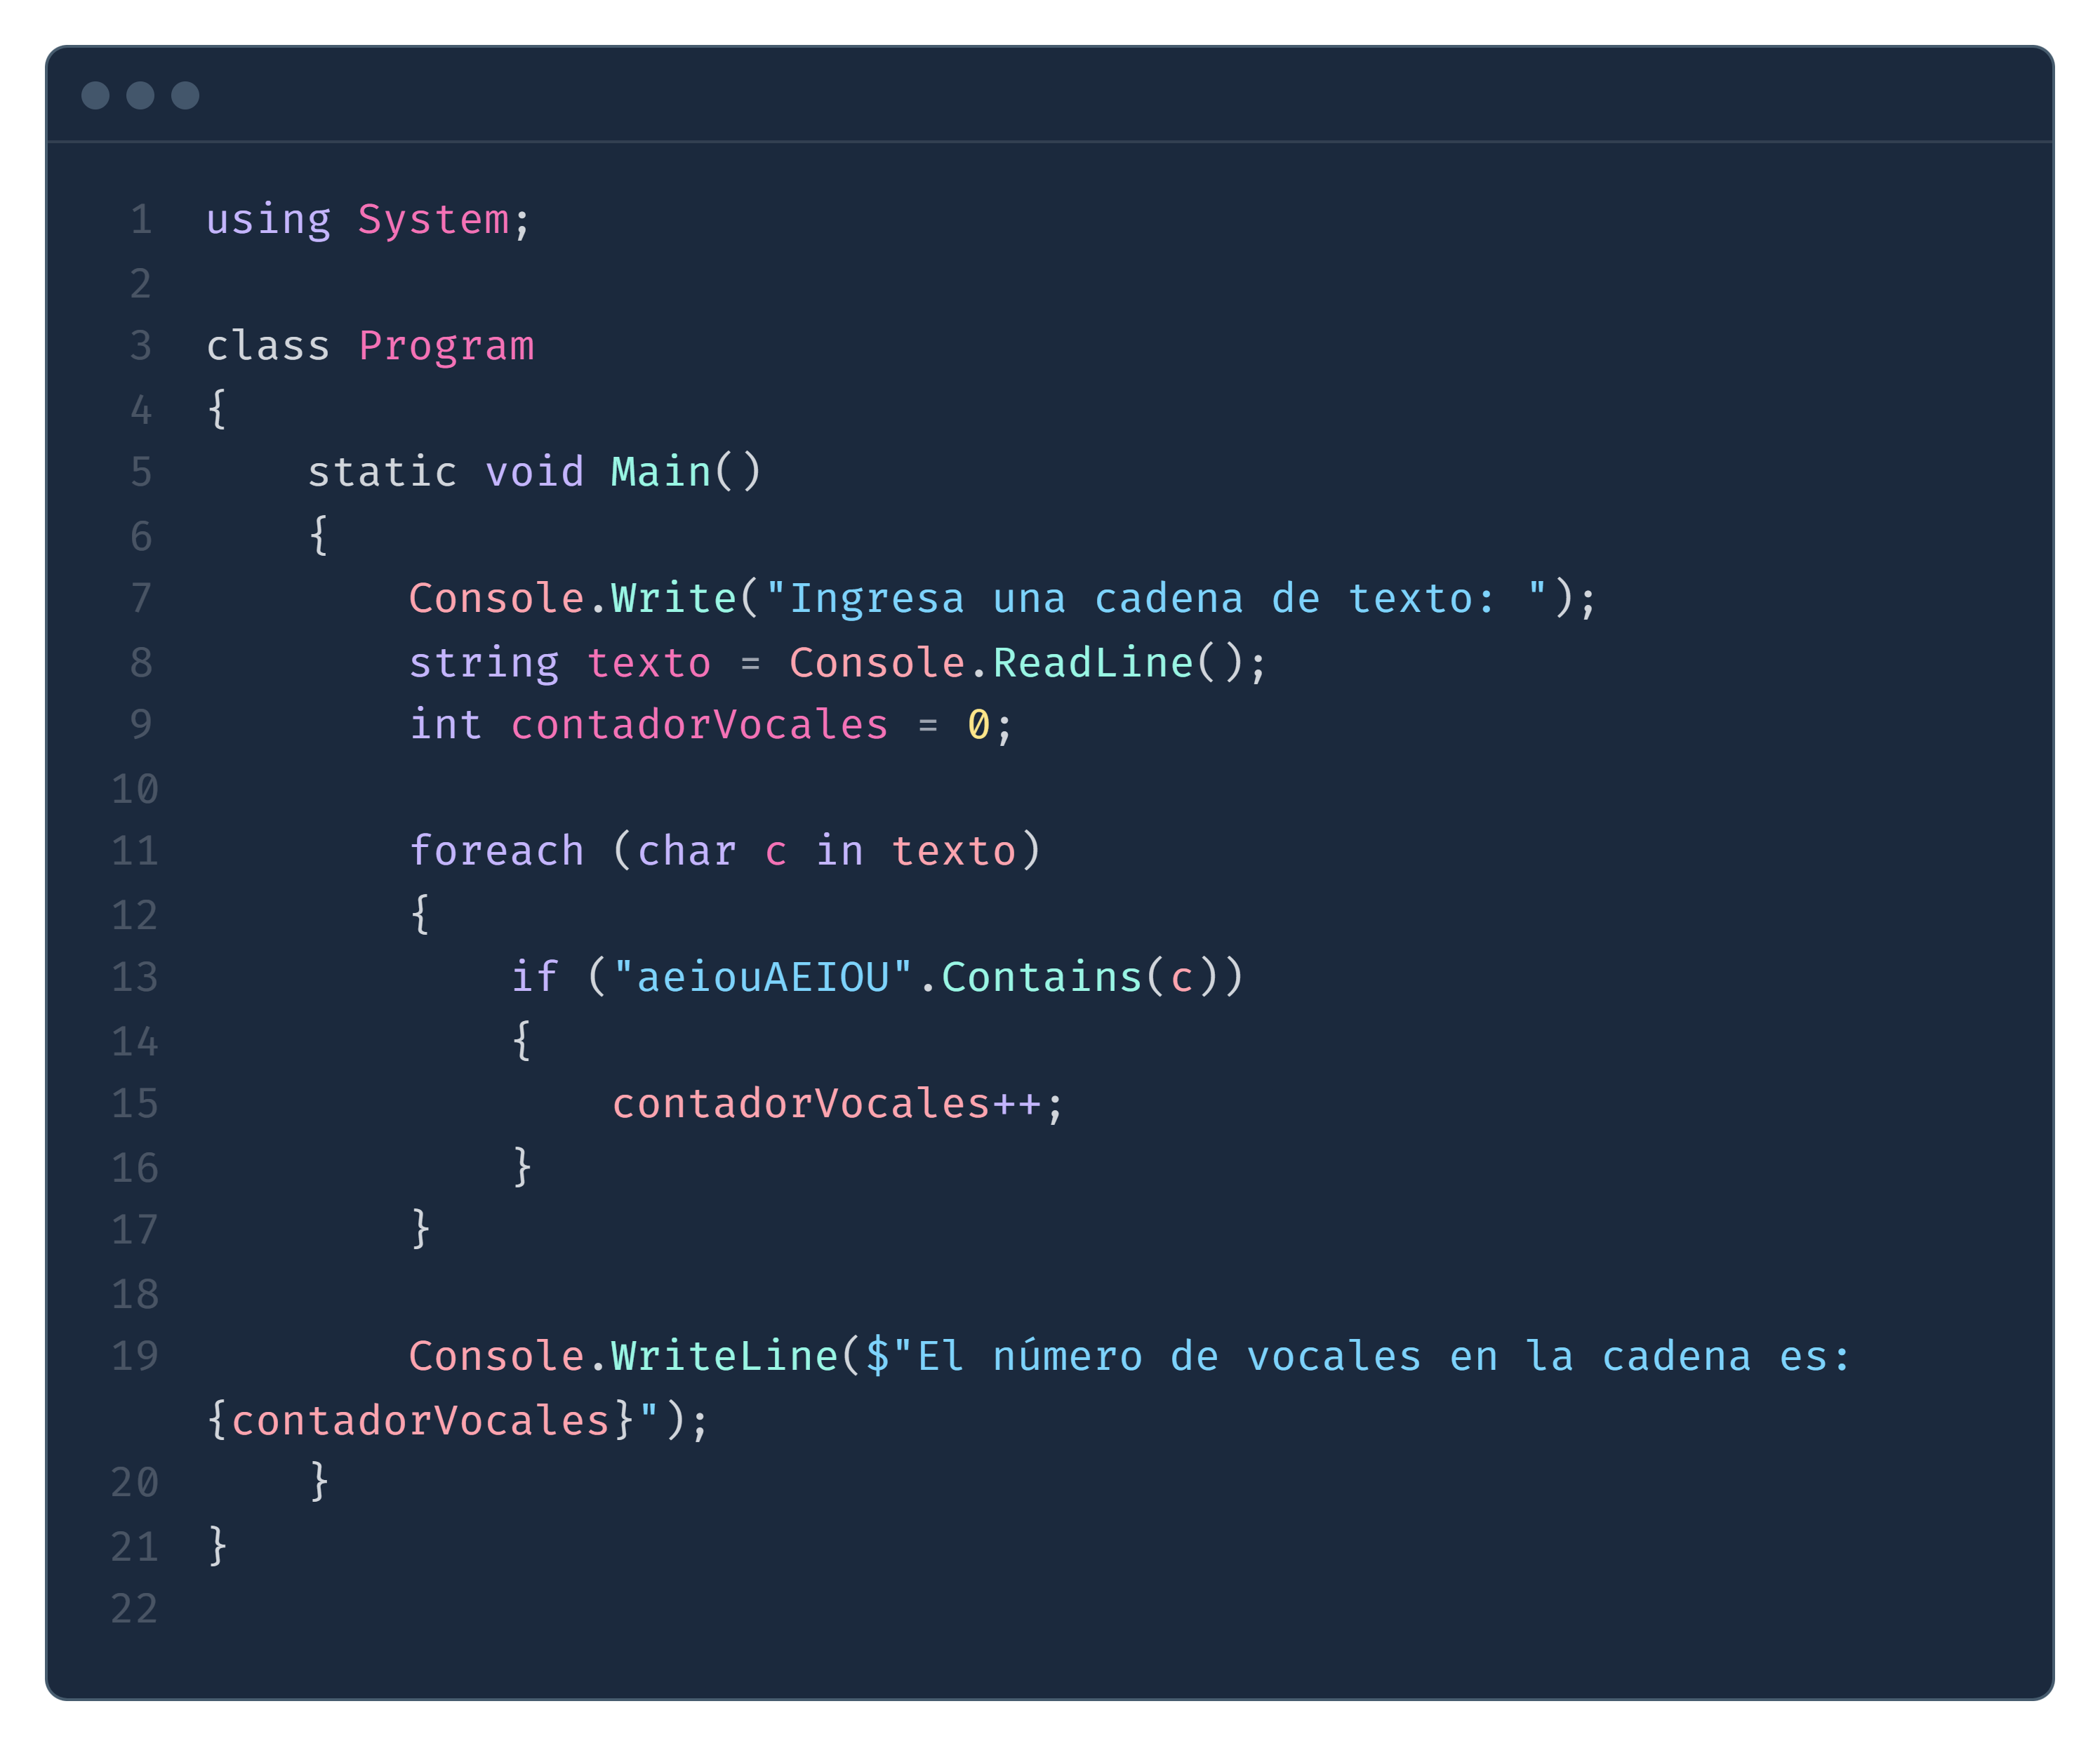 1 using System;
2
3 class Program
4 {
5     static void Main()
6     {
7         Console.Write("Ingresa una cadena de texto: ");
8         string texto = Console.ReadLine();
9         int contadorVocales = 0;
10
11         foreach (char c in texto)
12         {
13             if ("aeiouAEIOU".Contains(c))
14             {
15                 contadorVocales++;
16             }
17         }
18
19         Console.WriteLine($"El número de vocales en la cadena es:
{contadorVocales}");
20     }
21 }
22